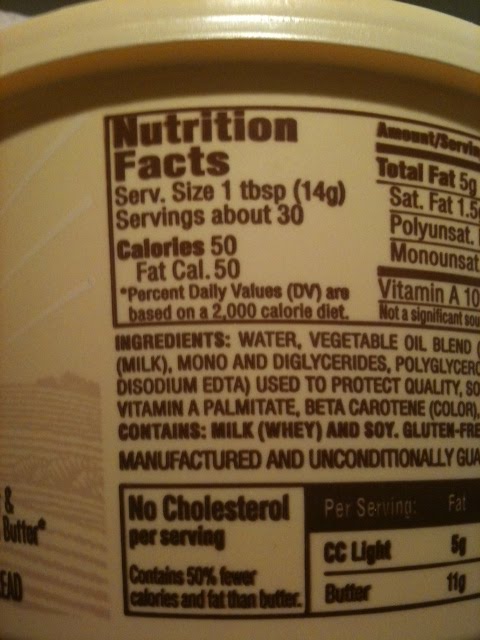 Nutrition
Facts
Serv. Size 1 tbsp (14g)
Servings about 30
Calories 50
Fat Cal. 50
*Percent Daily Values (DV) are
based on a 2,000 calorie diet.
Amount/Servin
Total Fat 5g
Sat. Fat 1.5
Polyunsat.
Monounsat
Vitamin A 10
Not a significant sou
INGREDIENTS: WATER, VEGETABLE OIL BLEND (
(MILK), MONO AND DIGLYCERIDES, POLYGLYCERO
DISODIUM EDTA) USED TO PROTECT QUALITY, SO
VITAMIN A PALMITATE, BETA CAROTENE (COLOR),
CONTAINS: MILK (WHEY) AND SOY. GLUTEN-FRE
MANUFACTURED AND UNCONDITIONALLY GUA
No Cholesterol
per serving
Contains 50% fewer
calories and fat than butter.
Per Serving: Fat
CC Light 5g
Butter 11g
&
Butter*
EAD